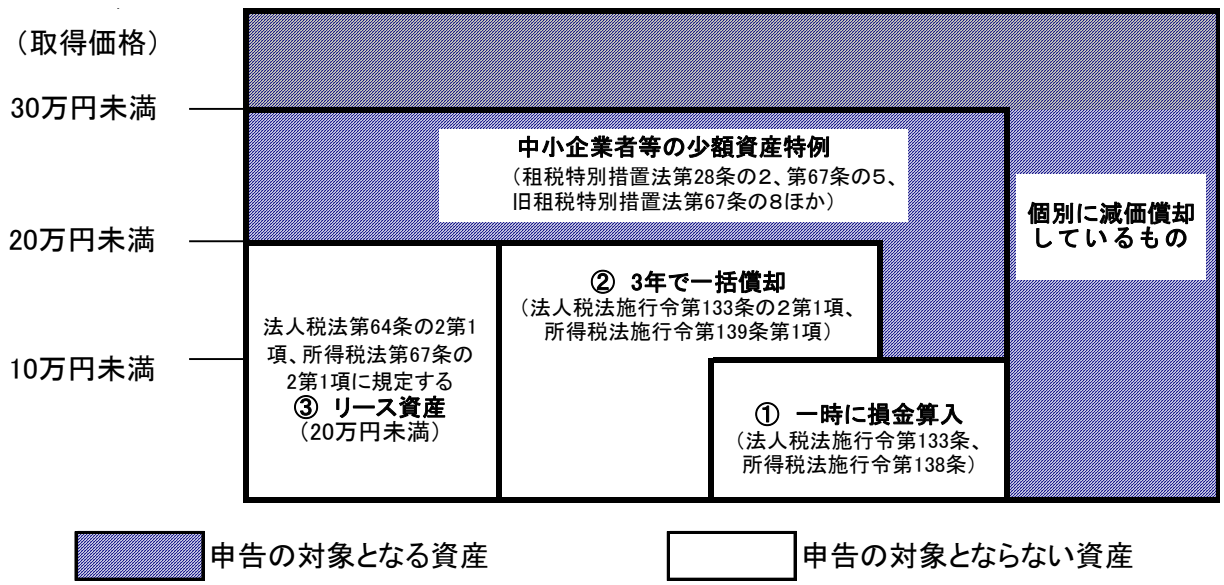 （取得価格）
30万円未満
中小企業者等の少額資産特例
（租税特別措置法第28条の２、第67条の５、
旧租税特別措置法第67条の８ほか）
個別に減価償却
しているもの
20万円未満
② 3年で一括償却
（法人税法施行令第133条の２第1項、
所得税法施行令第139条第1項）
法人税法第64条の2第1
項、所得税法第67条の
2第1項に規定する
③ リース資産
（20万円未満）
10万円未満
① 一時に損金算入
（法人税法施行令第133条、
所得税法施行令第138条）
申告の対象となる資産
申告の対象とならない資産